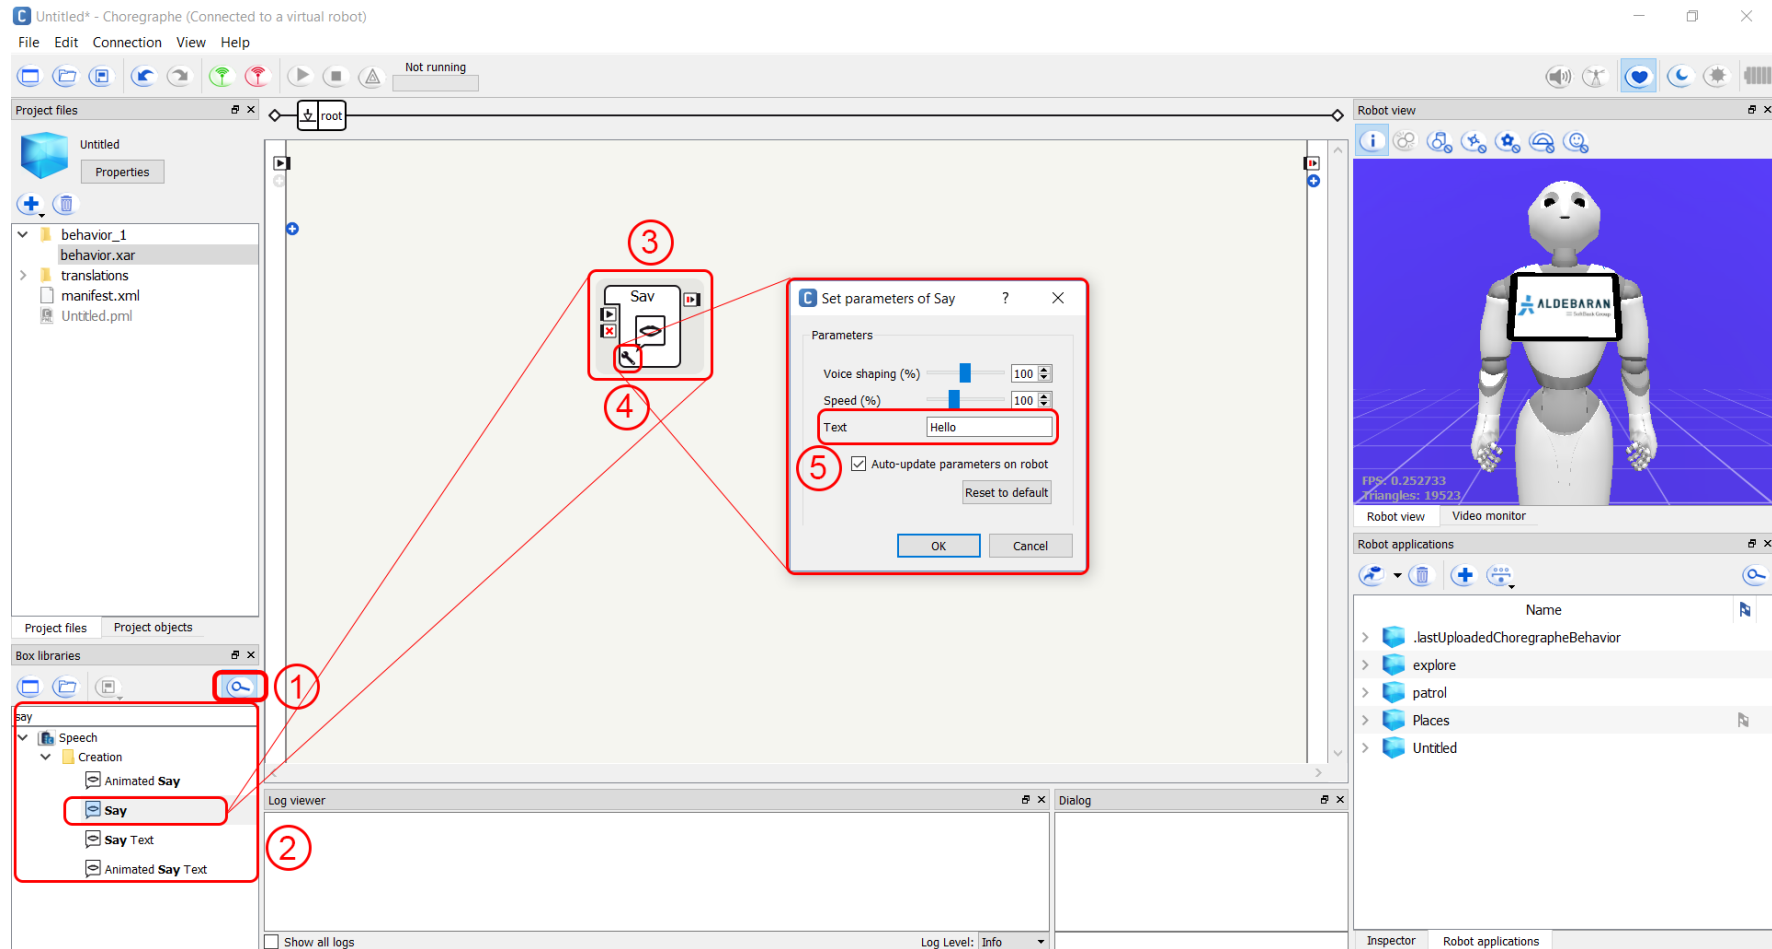 Untitled* - Choregraphe (Connected to a virtual robot)
File Edit Connection View Help
Not running
Project files
Untitled
Properties
behavior_1
behavior.xar
translations
manifest.xml
Untitled.pml
Project files Project objects
Box libraries
1
say
Speech
Creation
Animated Say
Say
Say Text
Animated Say Text
2
root
3
Say
4
Set parameters of Say ?
Parameters
Voice shaping (%) 100
Speed (%) 100
Text Hello
5
Auto-update parameters on robot
Reset to default
OK Cancel
Log viewer
Show all logs
Log Level: Info
Dialog
Robot view
ALDEBARAN
SoftBank Group
FPS: 0.252733
Triangles: 19523
Robot view Video monitor
Robot applications
Name
.lastUploadedChoregrapheBehavior
explore
patrol
Places
Untitled
Inspector Robot applications